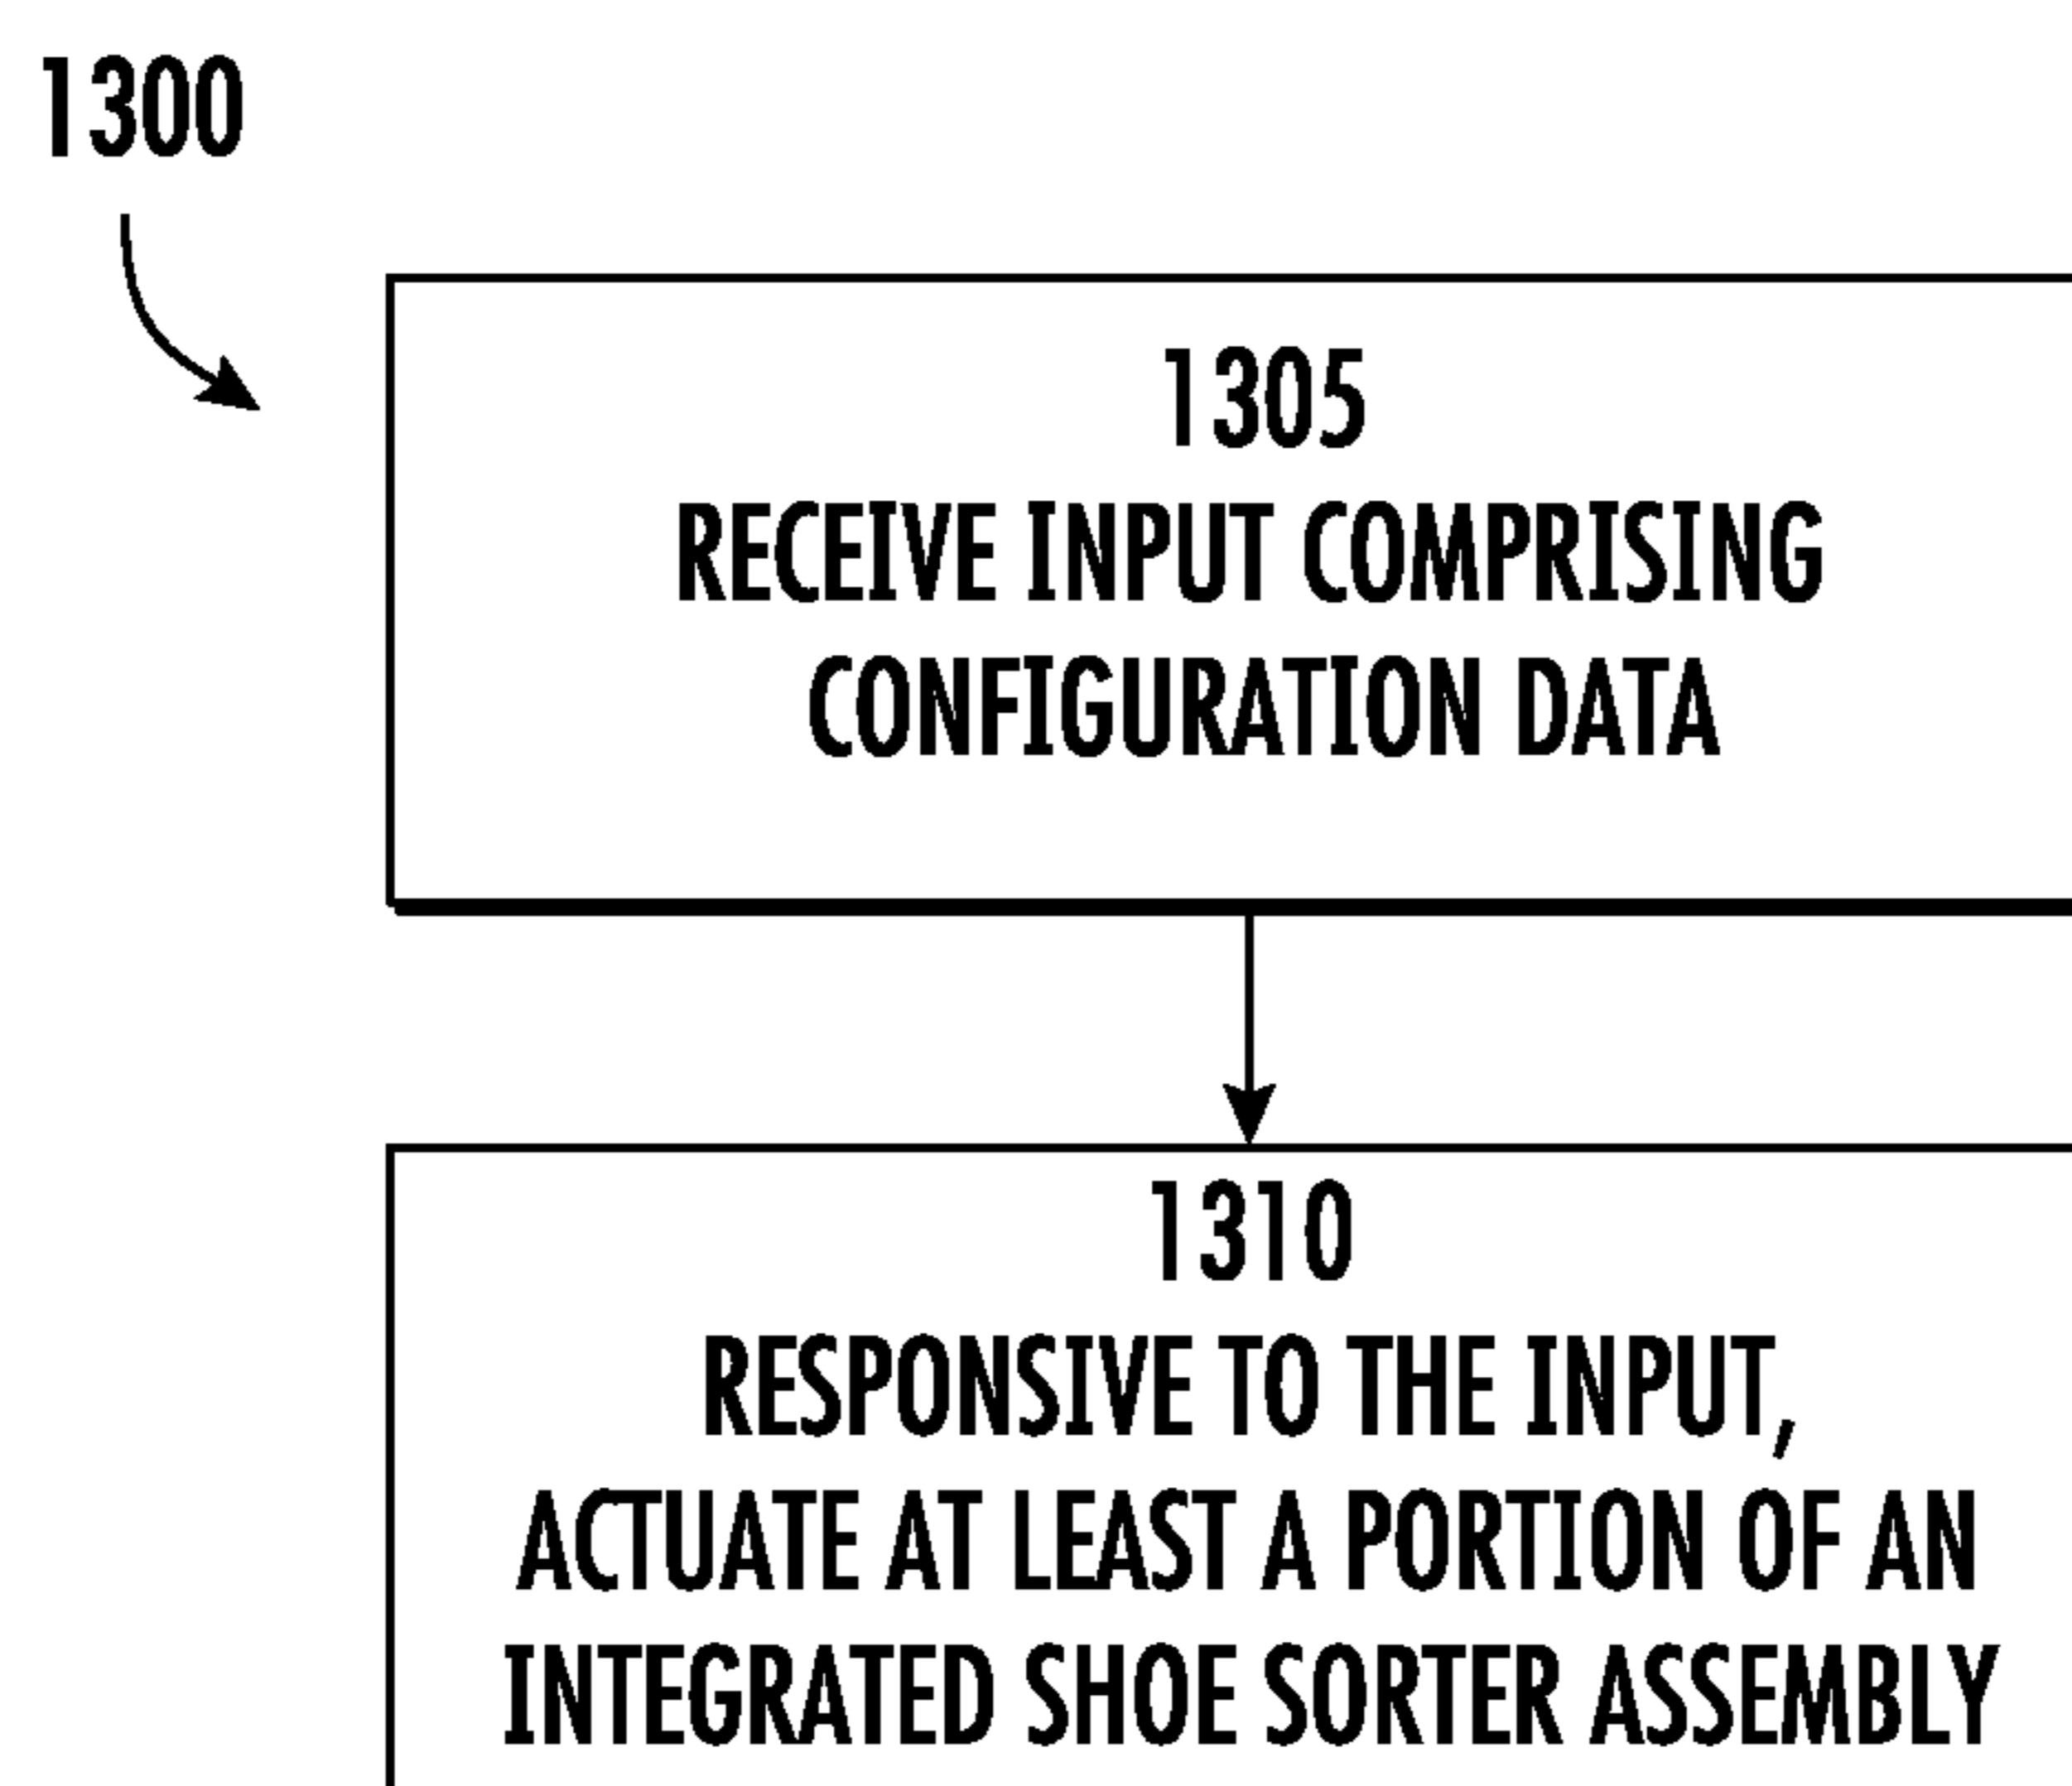 1300
1305
RECEIVE INPUT COMPRISING
CONFIGURATION DATA
1310
RESPONSIVE TO THE INPUT,
ACTUATE AT LEAST A PORTION OF AN
INTEGRATED SHOE SORTER ASSEMBLY